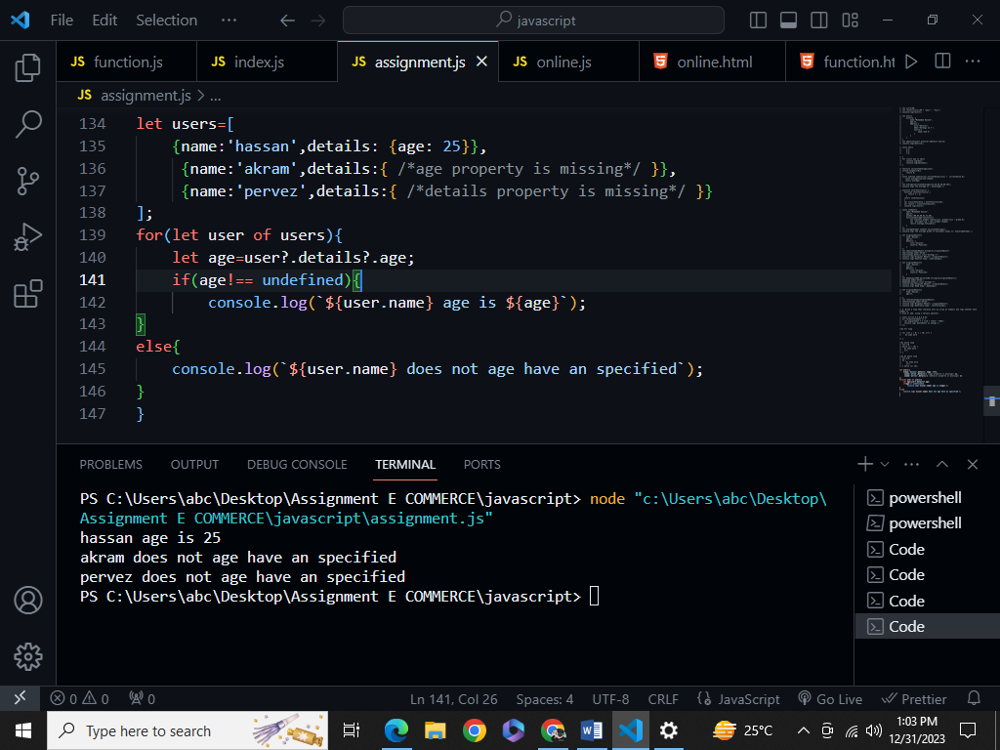 File Edit Selection ... javascript
JS function.js JS index.js JS assignment.js JS online.js online.html function.ht
JS assignment.js > ...
134 let users=[
135 {name:'hassan',details: {age: 25}},
136 {name:'akram',details:{ /*age property is missing*/ }},
137 {name:'pervez',details:{ /*details property is missing*/ }}
138 ];
139 for(let user of users){
140 let age=user?.details?.age;
141 if(age!== undefined){
142 console.log(`${user.name} age is ${age}`);
143 }
144 else{
145 console.log(`${user.name} does not age have an specified`);
146 }
147 }
PROBLEMS OUTPUT DEBUG CONSOLE TERMINAL PORTS
PS C:\Users\abc\Desktop\Assignment E COMMERCE\javascript> node "c:\Users\abc\Desktop\
Assignment E COMMERCE\javascript\assignment.js"
hassan age is 25
akram does not age have an specified
pervez does not age have an specified
PS C:\Users\abc\Desktop\Assignment E COMMERCE\javascript>
powershell
powershell
Code
Code
Code
Code
0 0 0 Ln 141, Col 26 Spaces: 4 UTF-8 CRLF JavaScript Go Live Prettier
Type here to search 25°C 1:03 PM
12/31/2023